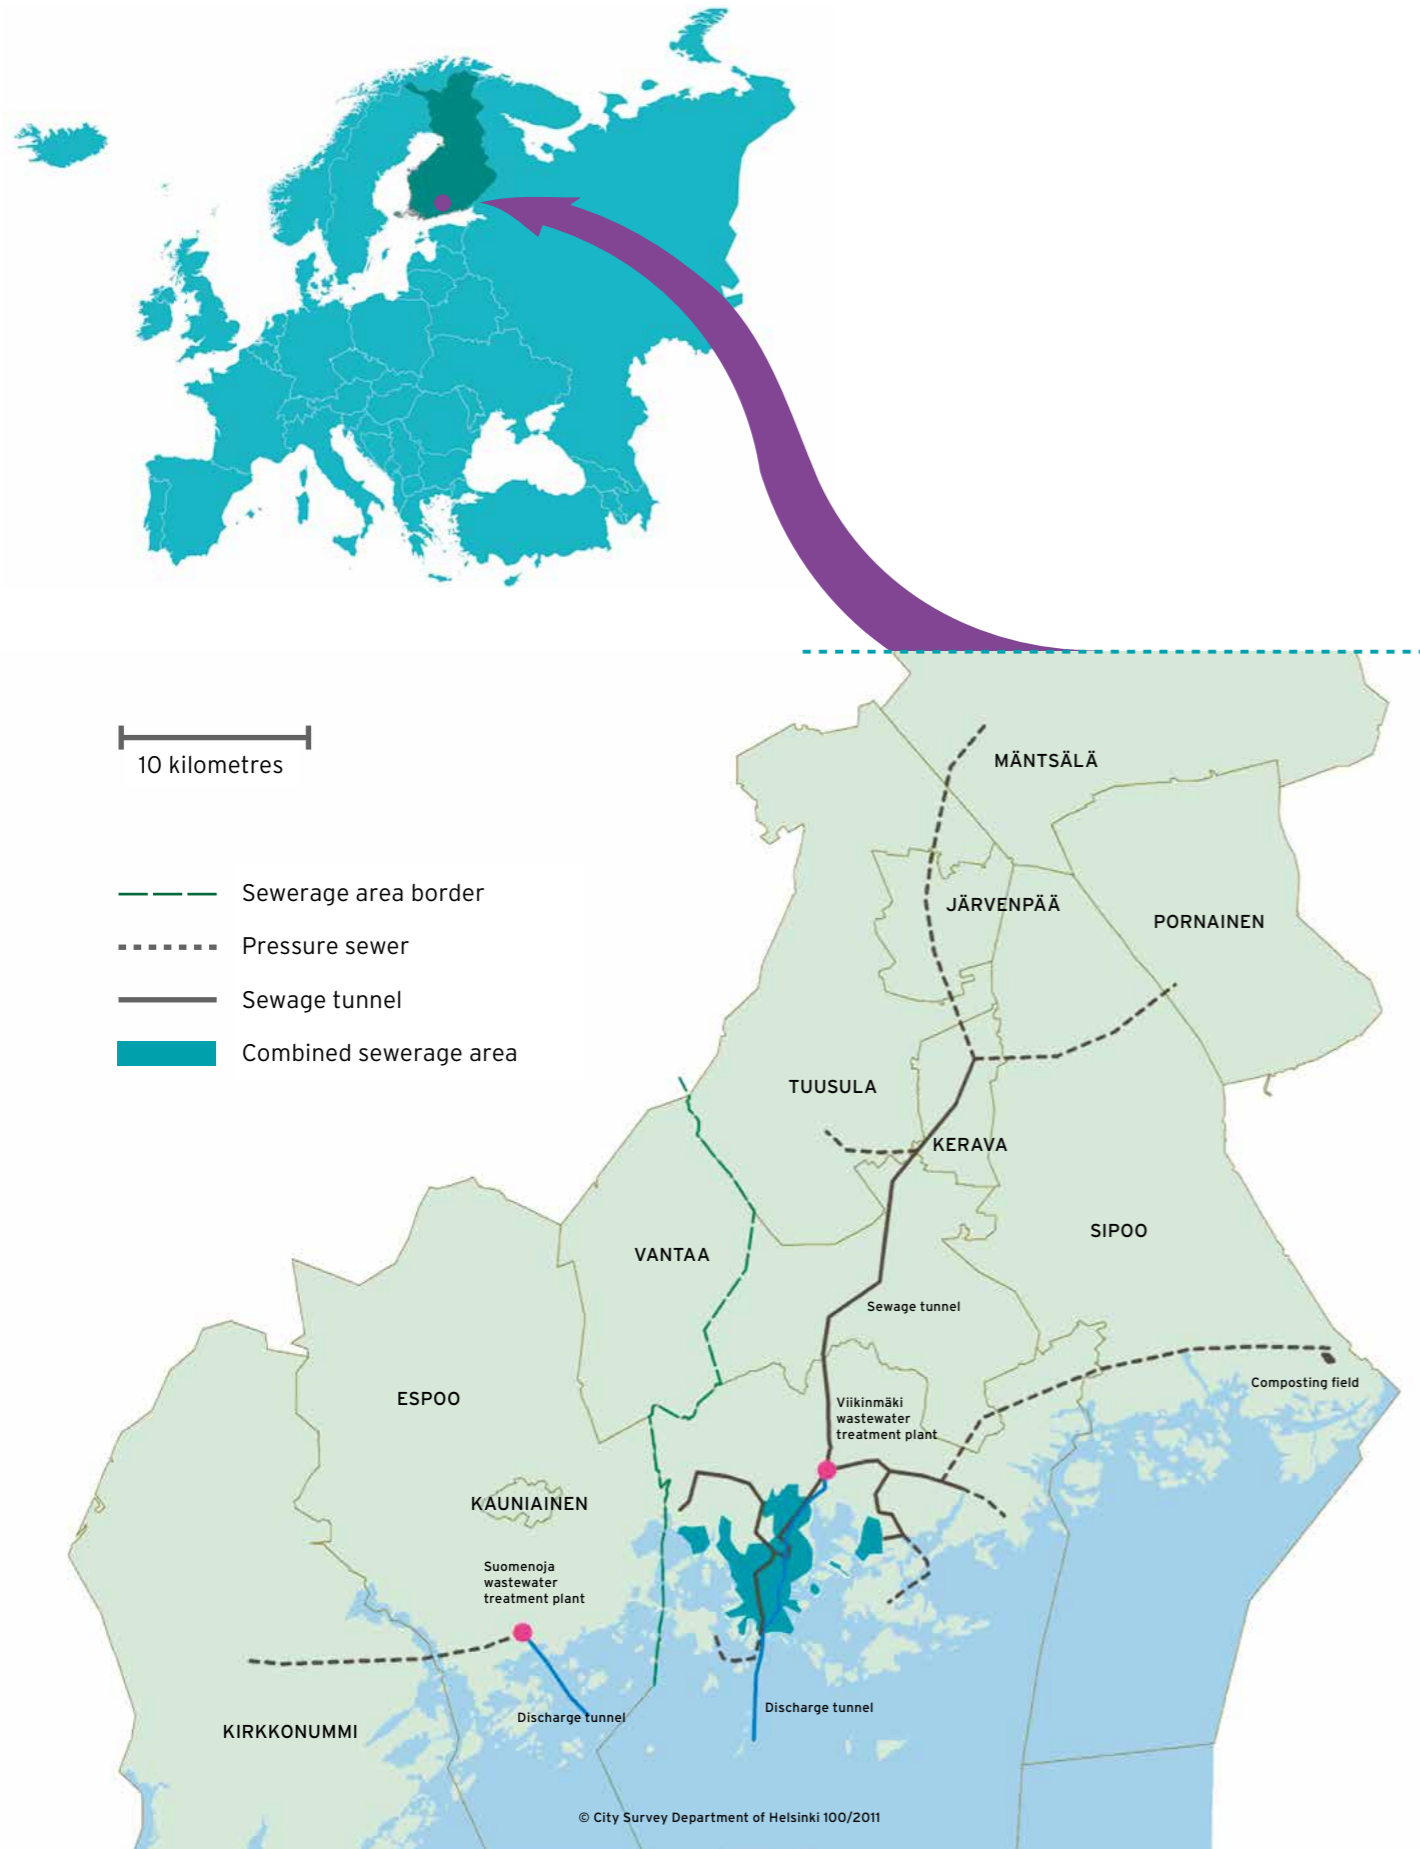 10 kilometres
Sewerage area border
Pressure sewer
Sewage tunnel
Combined sewerage area
MÄNTSÄLÄ
JÄRVENPÄÄ
PORNAINEN
TUUSULA
KERAVA
SIPOO
VANTAA
Sewage tunnel
Composting field
ESPOO
Viikinmäki
wastewater
treatment plant
KAUNIAINEN
Suomenoja
wastewater
treatment plant
Discharge tunnel
Discharge tunnel
KIRKKONUMMI
© City Survey Department of Helsinki 100/2011